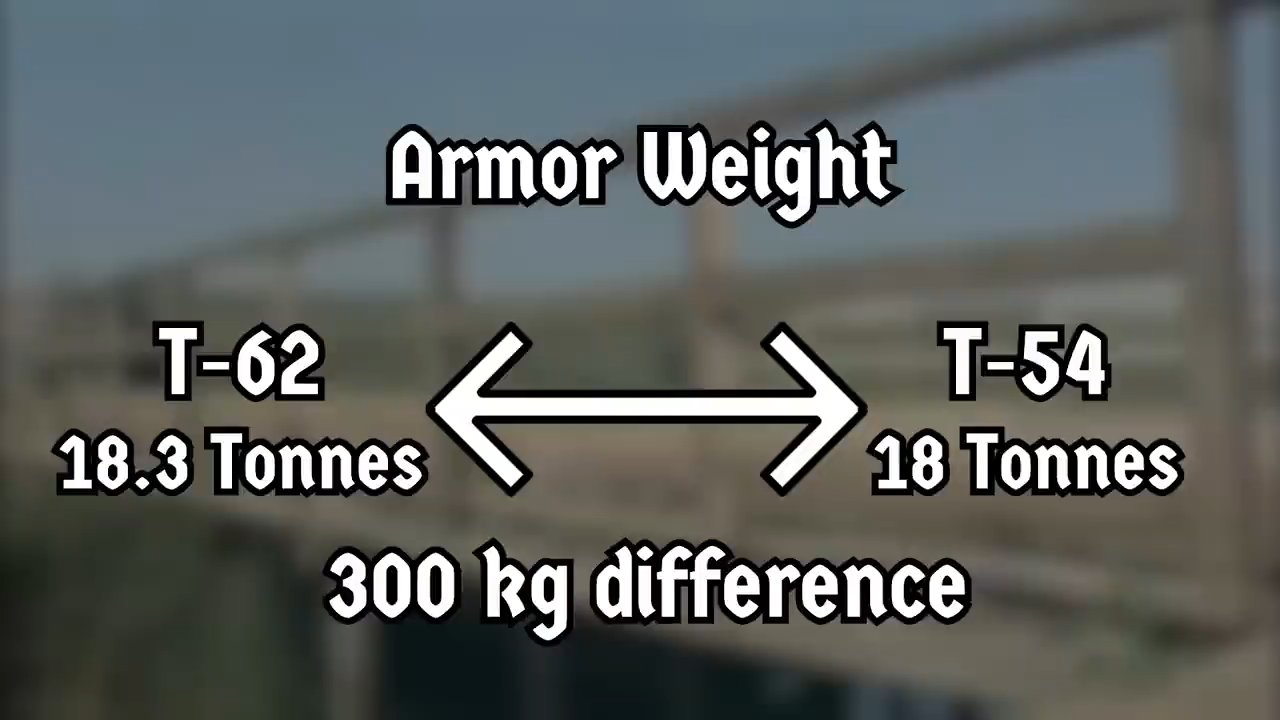 Armor Weight
T-62
T-54
18.3 Tonnes
18 Tonnes
300 kg difference